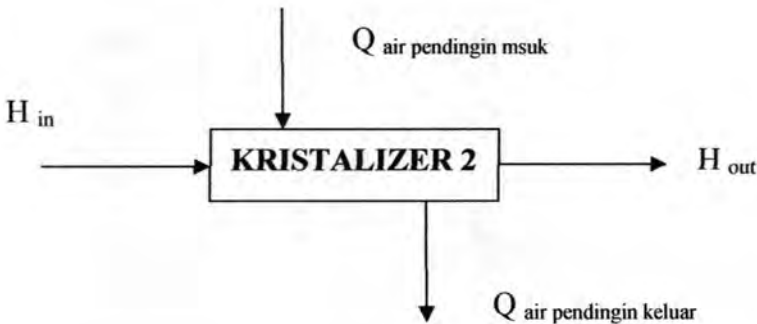 Q air pendingin msuk
H in
KRISTALIZER 2
H out
Q air pendingin keluar